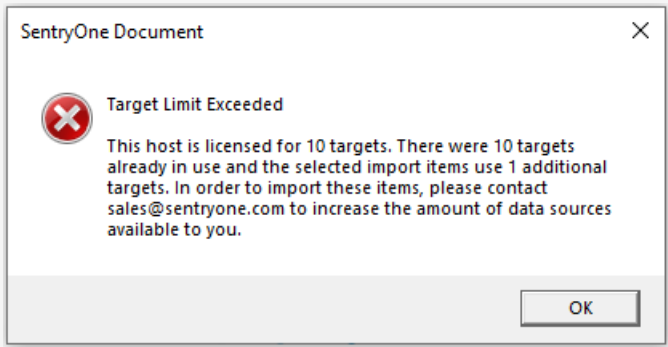 SentryOne Document
Target Limit Exceeded
This host is licensed for 10 targets. There were 10 targets
already in use and the selected import items use 1 additional
targets. In order to import these items, please contact
sales@sentryone.com to increase the amount of data sources
available to you.
OK